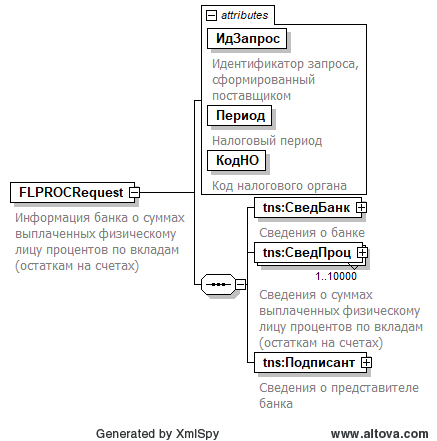 attributes
ИдЗапрос
Идентификатор запроса,
сформированный
поставщиком
Период
Налоговый период
КодНО
Код налогового органа
FLPROCRequest
Информация банка о суммах
выплаченных физическому
лицу процентов по вкладам
(остаткам на счетах)
tns:СведБанк
Сведения о банке
tns:СведПроц
1..10000
Сведения о суммах
выплаченных физическому
лицу процентов по вкладам
(остаткам на счетах)
tns:Подписант
Сведения о представителе
банка
Generated by XmlSpy
www.altova.com